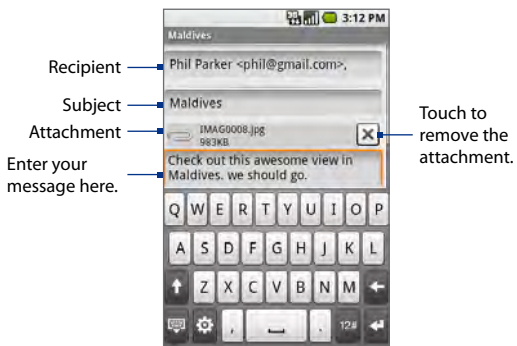 3:12 PM
Maldives
Recipient
Phil Parker <phil@gmail.com>,
Subject
Maldives
Attachment
IMAG0008.jpg
983KB
Touch to
remove the
attachment.
Enter your
message here.
Check out this awesome view in
Maldives. we should go.
Q W E R T Y U I O P
A S D F G H J K L
Z X C V B N M
, . 12#